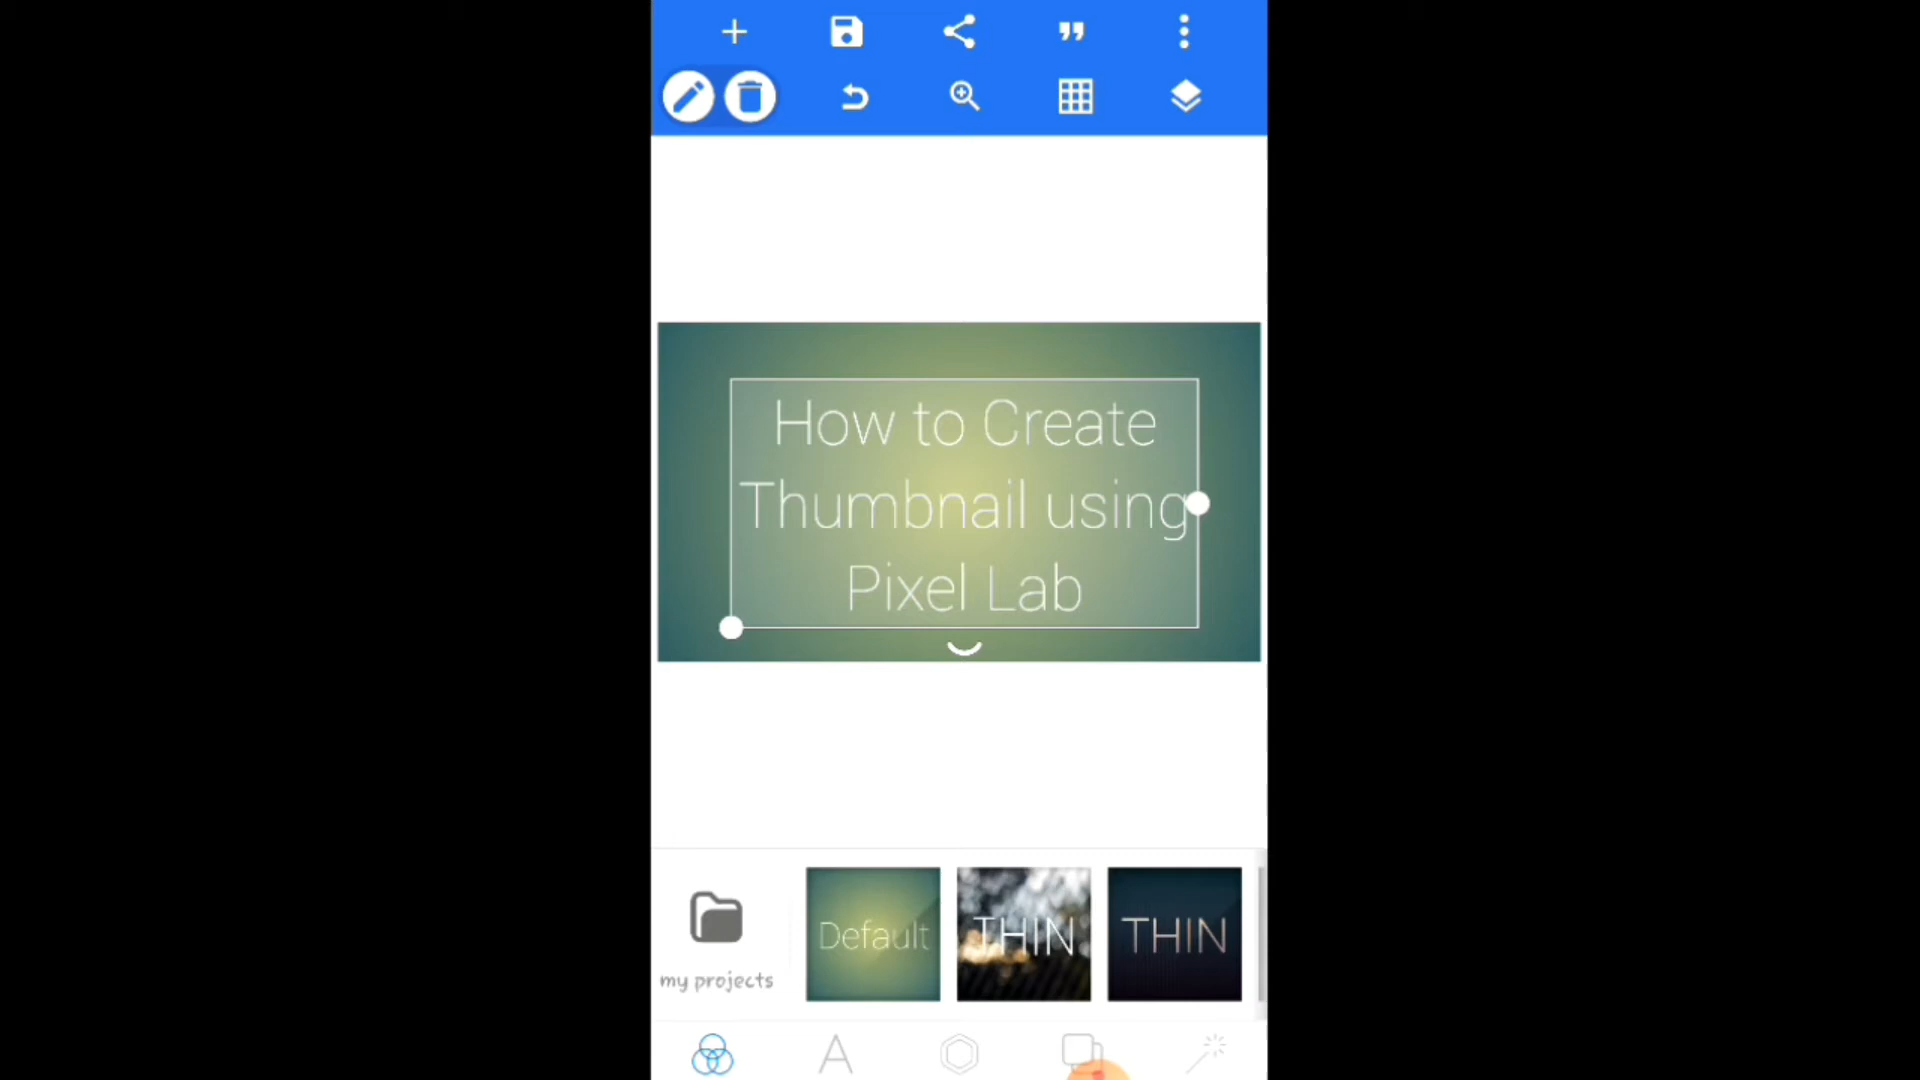 How to Create
Thumbnail using
Pixel Lab
my projects
Default
THIN
THIN